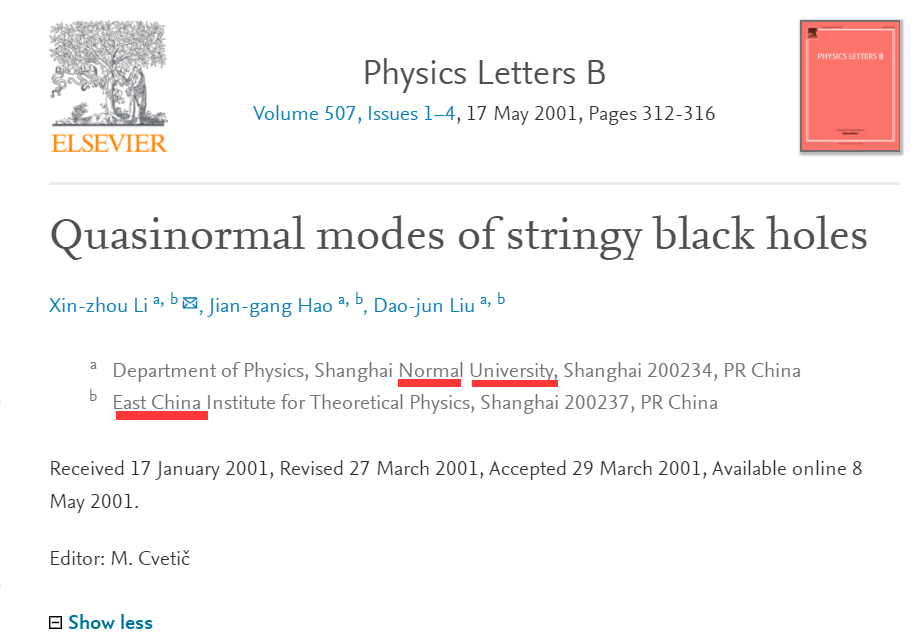 ELSEVIER
Physics Letters B
Volume 507, Issues 1–4, 17 May 2001, Pages 312-316
PHYSICS LETTERS B
Quasinormal modes of stringy black holes
Xin-zhou Li a, b, Jian-gang Hao a, b, Dao-jun Liu a, b
a Department of Physics, Shanghai Normal University, Shanghai 200234, PR China
b East China Institute for Theoretical Physics, Shanghai 200237, PR China
Received 17 January 2001, Revised 27 March 2001, Accepted 29 March 2001, Available online 8
May 2001.
Editor: M. Cvetič
Show less